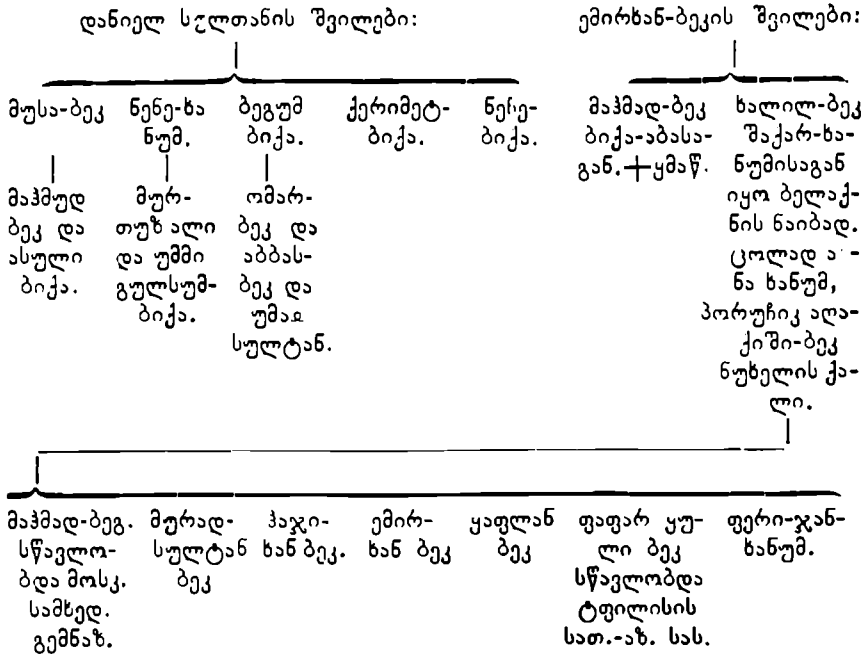 დანიელ სულთანის შვილები:
ემირხან-ბეკის შვილები:
მუსა-ბეკ
ნენე-ხა
ნუმ.
ბეგუმ
ბიქა.
ქერიმეტ-
ბიქა.
ნენე-
ბიქა.
მაჰმად-ბეკ
ბიქა-აბასა-
გან.+ყმაწ.
ხალილ-ბეკ
შაქარ-ხა-
ნუმისაგან
იყო ბელაქ-
ნის ნაიბად.
ცოლად
ხანუმ,
პორუჩიკ აღა-
ქიში-ბეკ
ნუხელის ქა-
ლი.
მაჰმუდ
ბეკ და
ასული
ბიქა.
მურ-
თუზ ალი
და უმმი
გულსუმ-
ბიქა.
ომარ-
ბეკ და
აბბას-
ბეკ და
სულტან.
მაჰმად-ბეგ.
სწავლო-
ბდა მოსკ.
სამხედ.
გემნაზ.
მურად-
სულტან
ბეკ
ჰაჯი-
ხან ბეკ.
ემირ-
ხან ბეკ
ყაფლან
ბეკ
ფაფარ ყუ-
ლი ბეკ
სწავლობდა
ტფილისის
სათ.-აზ. სას.
ფერი-ჯან-
ხანუმ.